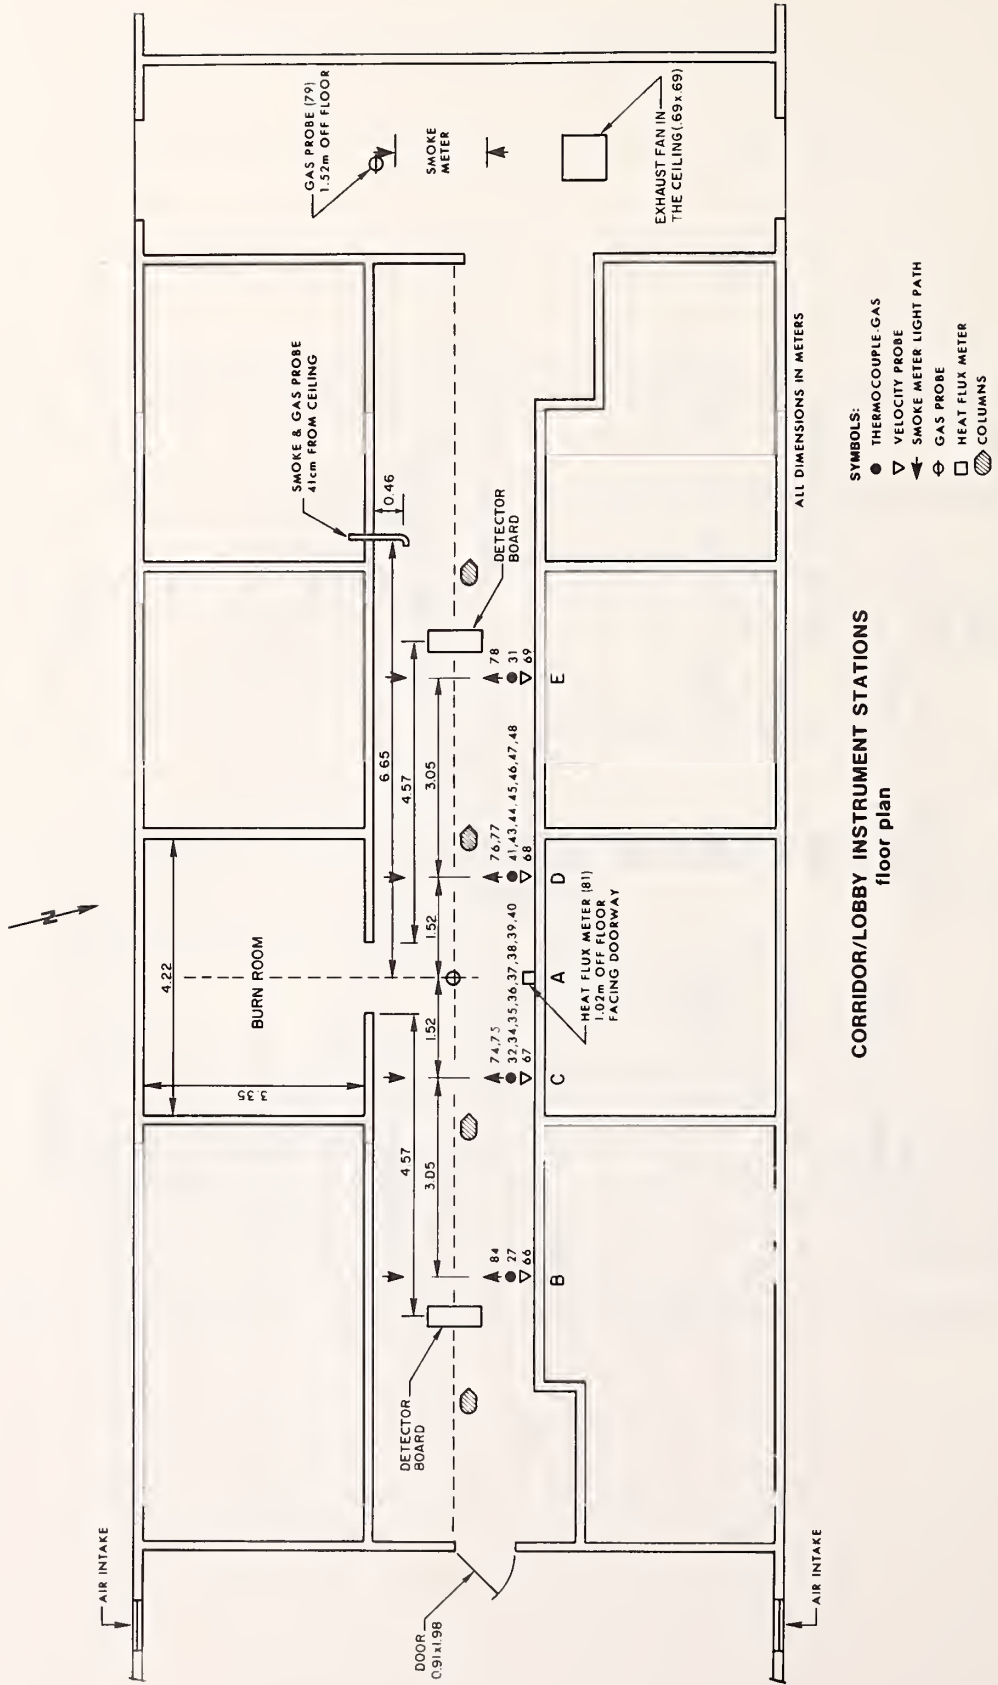 AIR INTAKE
DOOR
0.91x1.98
DETECTOR
BOARD
4.57
3.05
84
27
66
B
BURN ROOM
4.22
3.35
N
1.52
1.52
74,75
32,34,35,36,37,38,39,40
67
C
A
HEAT FLUX METER (81)
1.02m OFF FLOOR
FACING DOORWAY
6.65
4.57
3.05
76,77
41,43,44,45,46,47,48
68
D
78
31
69
E
DETECTOR
BOARD
SMOKE & GAS PROBE
41cm FROM CEILING
0.46
GAS PROBE (79)
1.52m OFF FLOOR
SMOKE
METER
EXHAUST FAN IN
THE CEILING(.69x.69)
AIR INTAKE
ALL DIMENSIONS IN METERS
SYMBOLS:
THERMOCOUPLE-GAS
VELOCITY PROBE
SMOKE METER LIGHT PATH
GAS PROBE
HEAT FLUX METER
COLUMNS
CORRIDOR/LOBBY INSTRUMENT STATIONS
floor plan